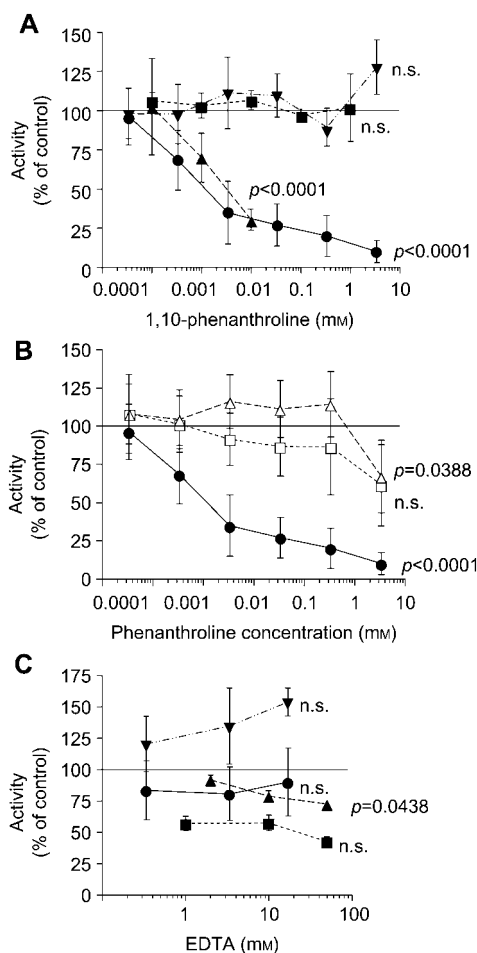 A
150
125
100
75
50
25
0
Activity
(% of control)
n.s.
n.s.
p<0.0001
p<0.0001
0.0001 0.001 0.01 0.1 1 10
1,10-phenanthroline (mM)
B
150
125
100
75
50
25
0
Activity
(% of control)
p=0.0388
n.s.
p<0.0001
0.0001 0.001 0.01 0.1 1 10
Phenanthroline concentration (mM)
C
175
150
125
100
75
50
25
0
Activity
(% of control)
n.s.
n.s.
p=0.0438
n.s.
1 10 100
EDTA (mM)